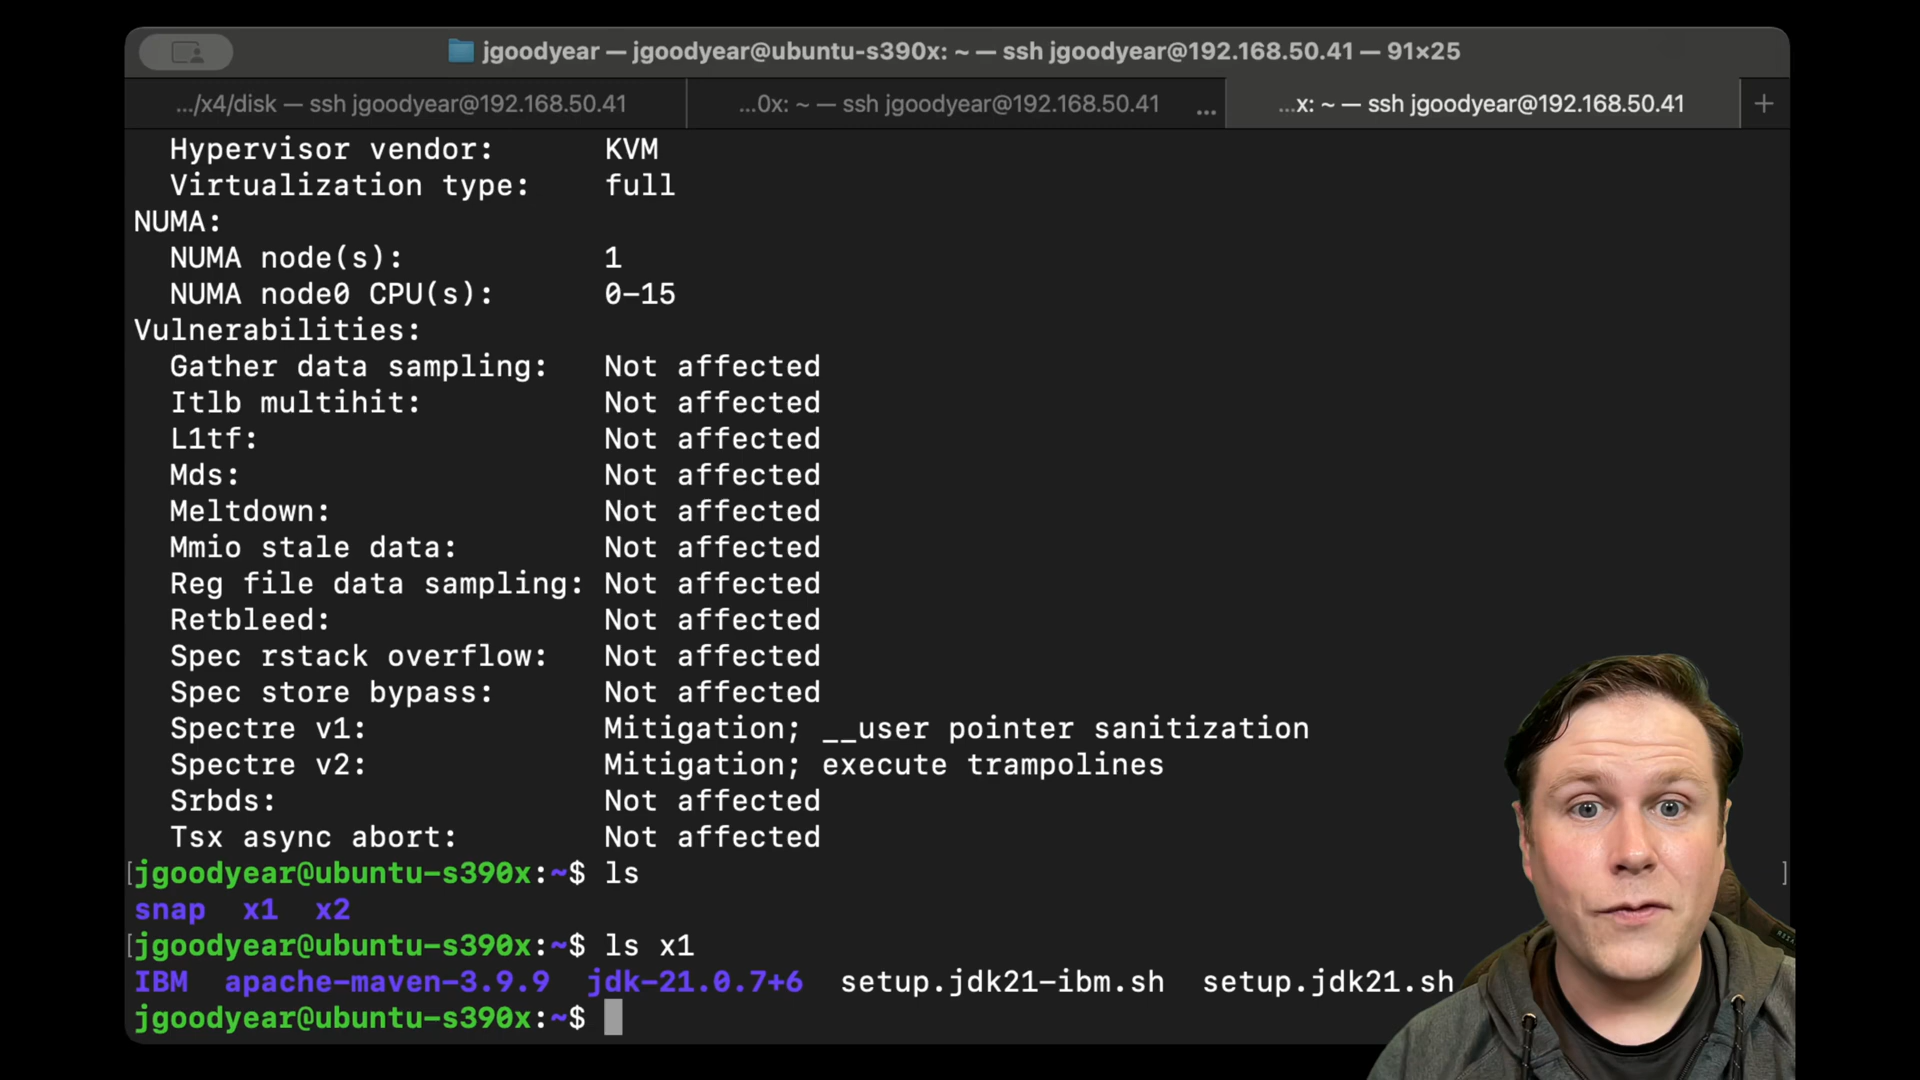 jgoodyear — jgoodyear@ubuntu-s390x: ~ — ssh jgoodyear@192.168.50.41 — 91×25
.../x4/disk — ssh jgoodyear@192.168.50.41
...0x: ~ — ssh jgoodyear@192.168.50.41 ...
...x: ~ — ssh jgoodyear@192.168.50.41 +
Hypervisor vendor: KVM
Virtualization type: full
NUMA:
NUMA node(s): 1
NUMA node0 CPU(s): 0-15
Vulnerabilities:
Gather data sampling: Not affected
Itlb multihit: Not affected
L1tf: Not affected
Mds: Not affected
Meltdown: Not affected
Mmio stale data: Not affected
Reg file data sampling: Not affected
Retbleed: Not affected
Spec rstack overflow: Not affected
Spec store bypass: Not affected
Spectre v1: Mitigation; __user pointer sanitization
Spectre v2: Mitigation; execute trampolines
Srbds: Not affected
Tsx async abort: Not affected
[jgoodyear@ubuntu-s390x:~$ ls ]
snap x1 x2
[jgoodyear@ubuntu-s390x:~$ ls x1
IBM apache-maven-3.9.9 jdk-21.0.7+6 setup.jdk21-ibm.sh setup.jdk21.sh
jgoodyear@ubuntu-s390x:~$